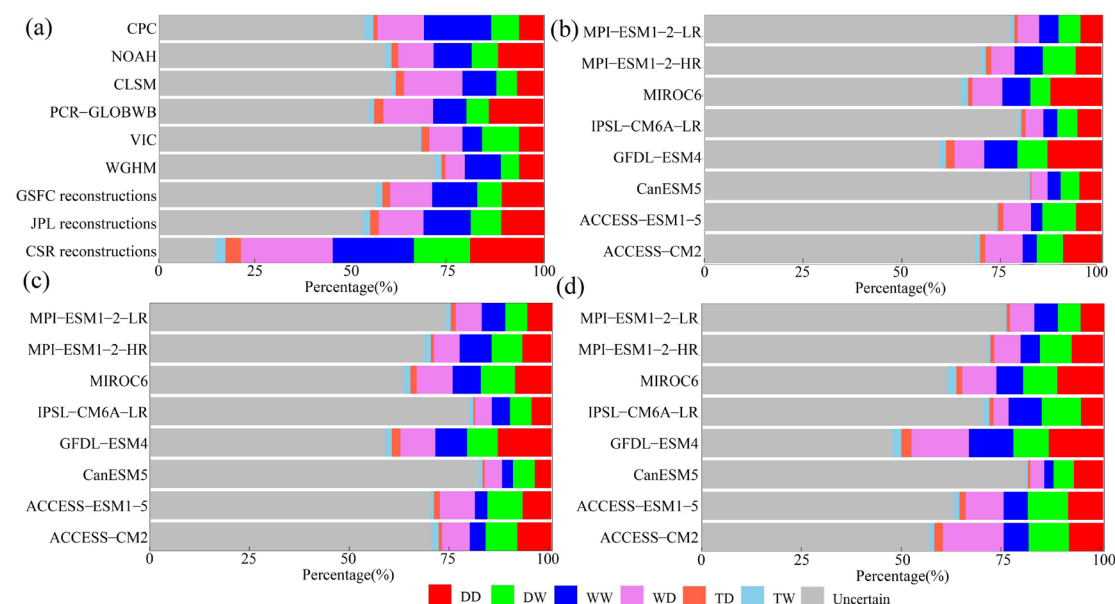 (a)
CPC
NOAH
CLSM
PCR−GLOBWB
VIC
WGHM
GSFC reconstructions
JPL reconstructions
CSR reconstructions
0 25 50 75 100
Percentage(%)
(b)
MPI−ESM1−2−LR
MPI−ESM1−2−HR
MIROC6
IPSL−CM6A−LR
GFDL−ESM4
CanESM5
ACCESS−ESM1−5
ACCESS−CM2
0 25 50 75 100
Percentage(%)
(c)
MPI−ESM1−2−LR
MPI−ESM1−2−HR
MIROC6
IPSL−CM6A−LR
GFDL−ESM4
CanESM5
ACCESS−ESM1−5
ACCESS−CM2
0 25 50 75 100
Percentage(%)
(d)
MPI−ESM1−2−LR
MPI−ESM1−2−HR
MIROC6
IPSL−CM6A−LR
GFDL−ESM4
CanESM5
ACCESS−ESM1−5
ACCESS−CM2
0 25 50 75 100
Percentage(%)
DD DW WW WD TD TW Uncertain